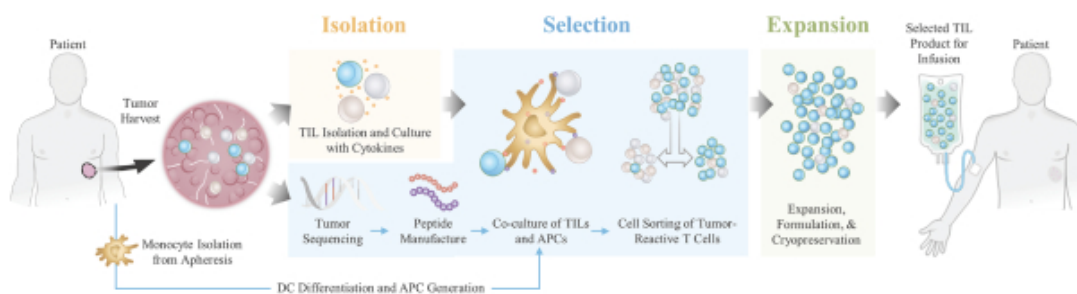 Isolation
Selection
Expansion
Patient
Tumor
Harvest
TIL Isolation and Culture
with Cytokines
Tumor
Sequencing
Peptide
Manufacture
Co-culture of TILs
and APCs
Cell Sorting of Tumor-
Reactive T Cells
Expansion,
Formulation, &
Cryopreservation
Selected TIL
Product for
Infusion
Patient
Monocyte Isolation
from Apheresis
DC Differentiation and APC Generation